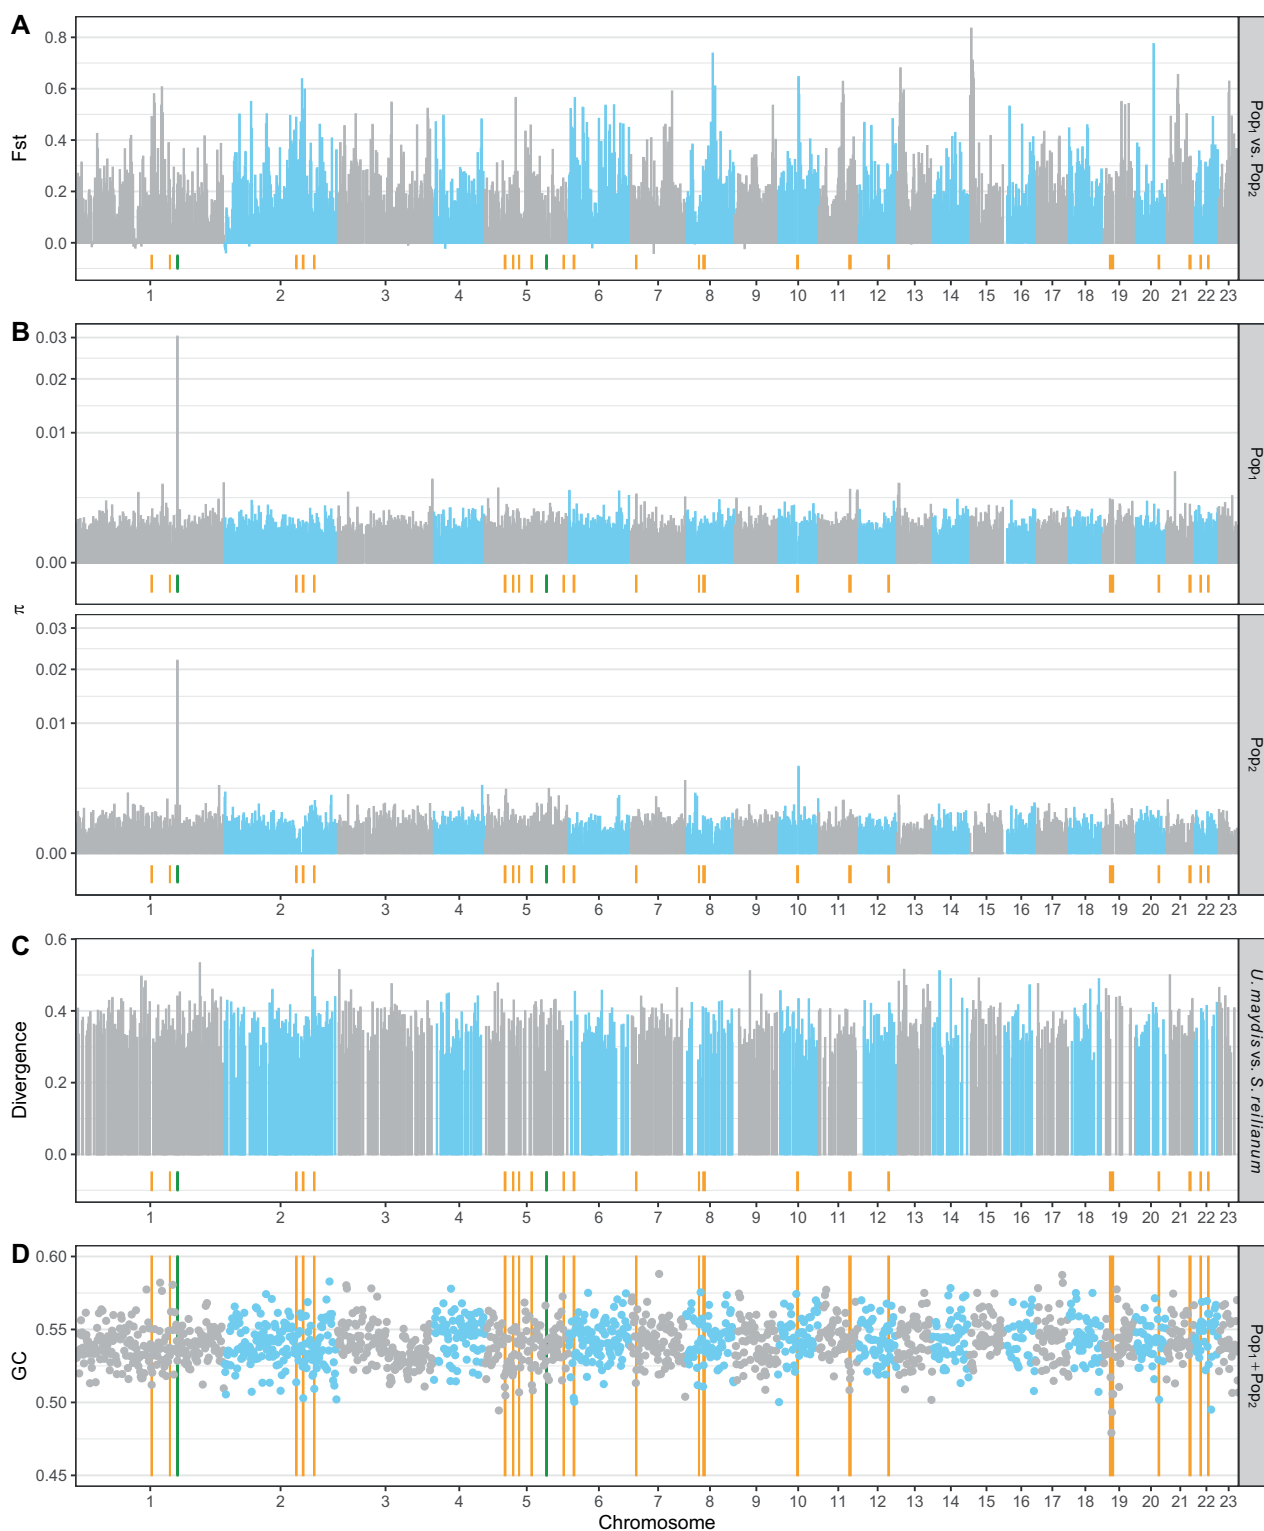 A
Fst
0.8
0.6
0.4
0.2
0.0
Pop1 vs. Pop2
1 2 3 4 5 6 7 8 9 10 11 12 13 14 15 16 17 18 19 20 21 22 23
B
π
0.03
0.02
0.01
0.00
Pop1
0.03
0.02
0.01
0.00
Pop2
1 2 3 4 5 6 7 8 9 10 11 12 13 14 15 16 17 18 19 20 21 22 23
C
Divergence
0.6
0.4
0.2
0.0
U. maydis vs. S. reilianum
1 2 3 4 5 6 7 8 9 10 11 12 13 14 15 16 17 18 19 20 21 22 23
D
GC
0.60
0.55
0.50
0.45
Pop1+Pop2
1 2 3 4 5 6 7 8 9 10 11 12 13 14 15 16 17 18 19 20 21 22 23
Chromosome